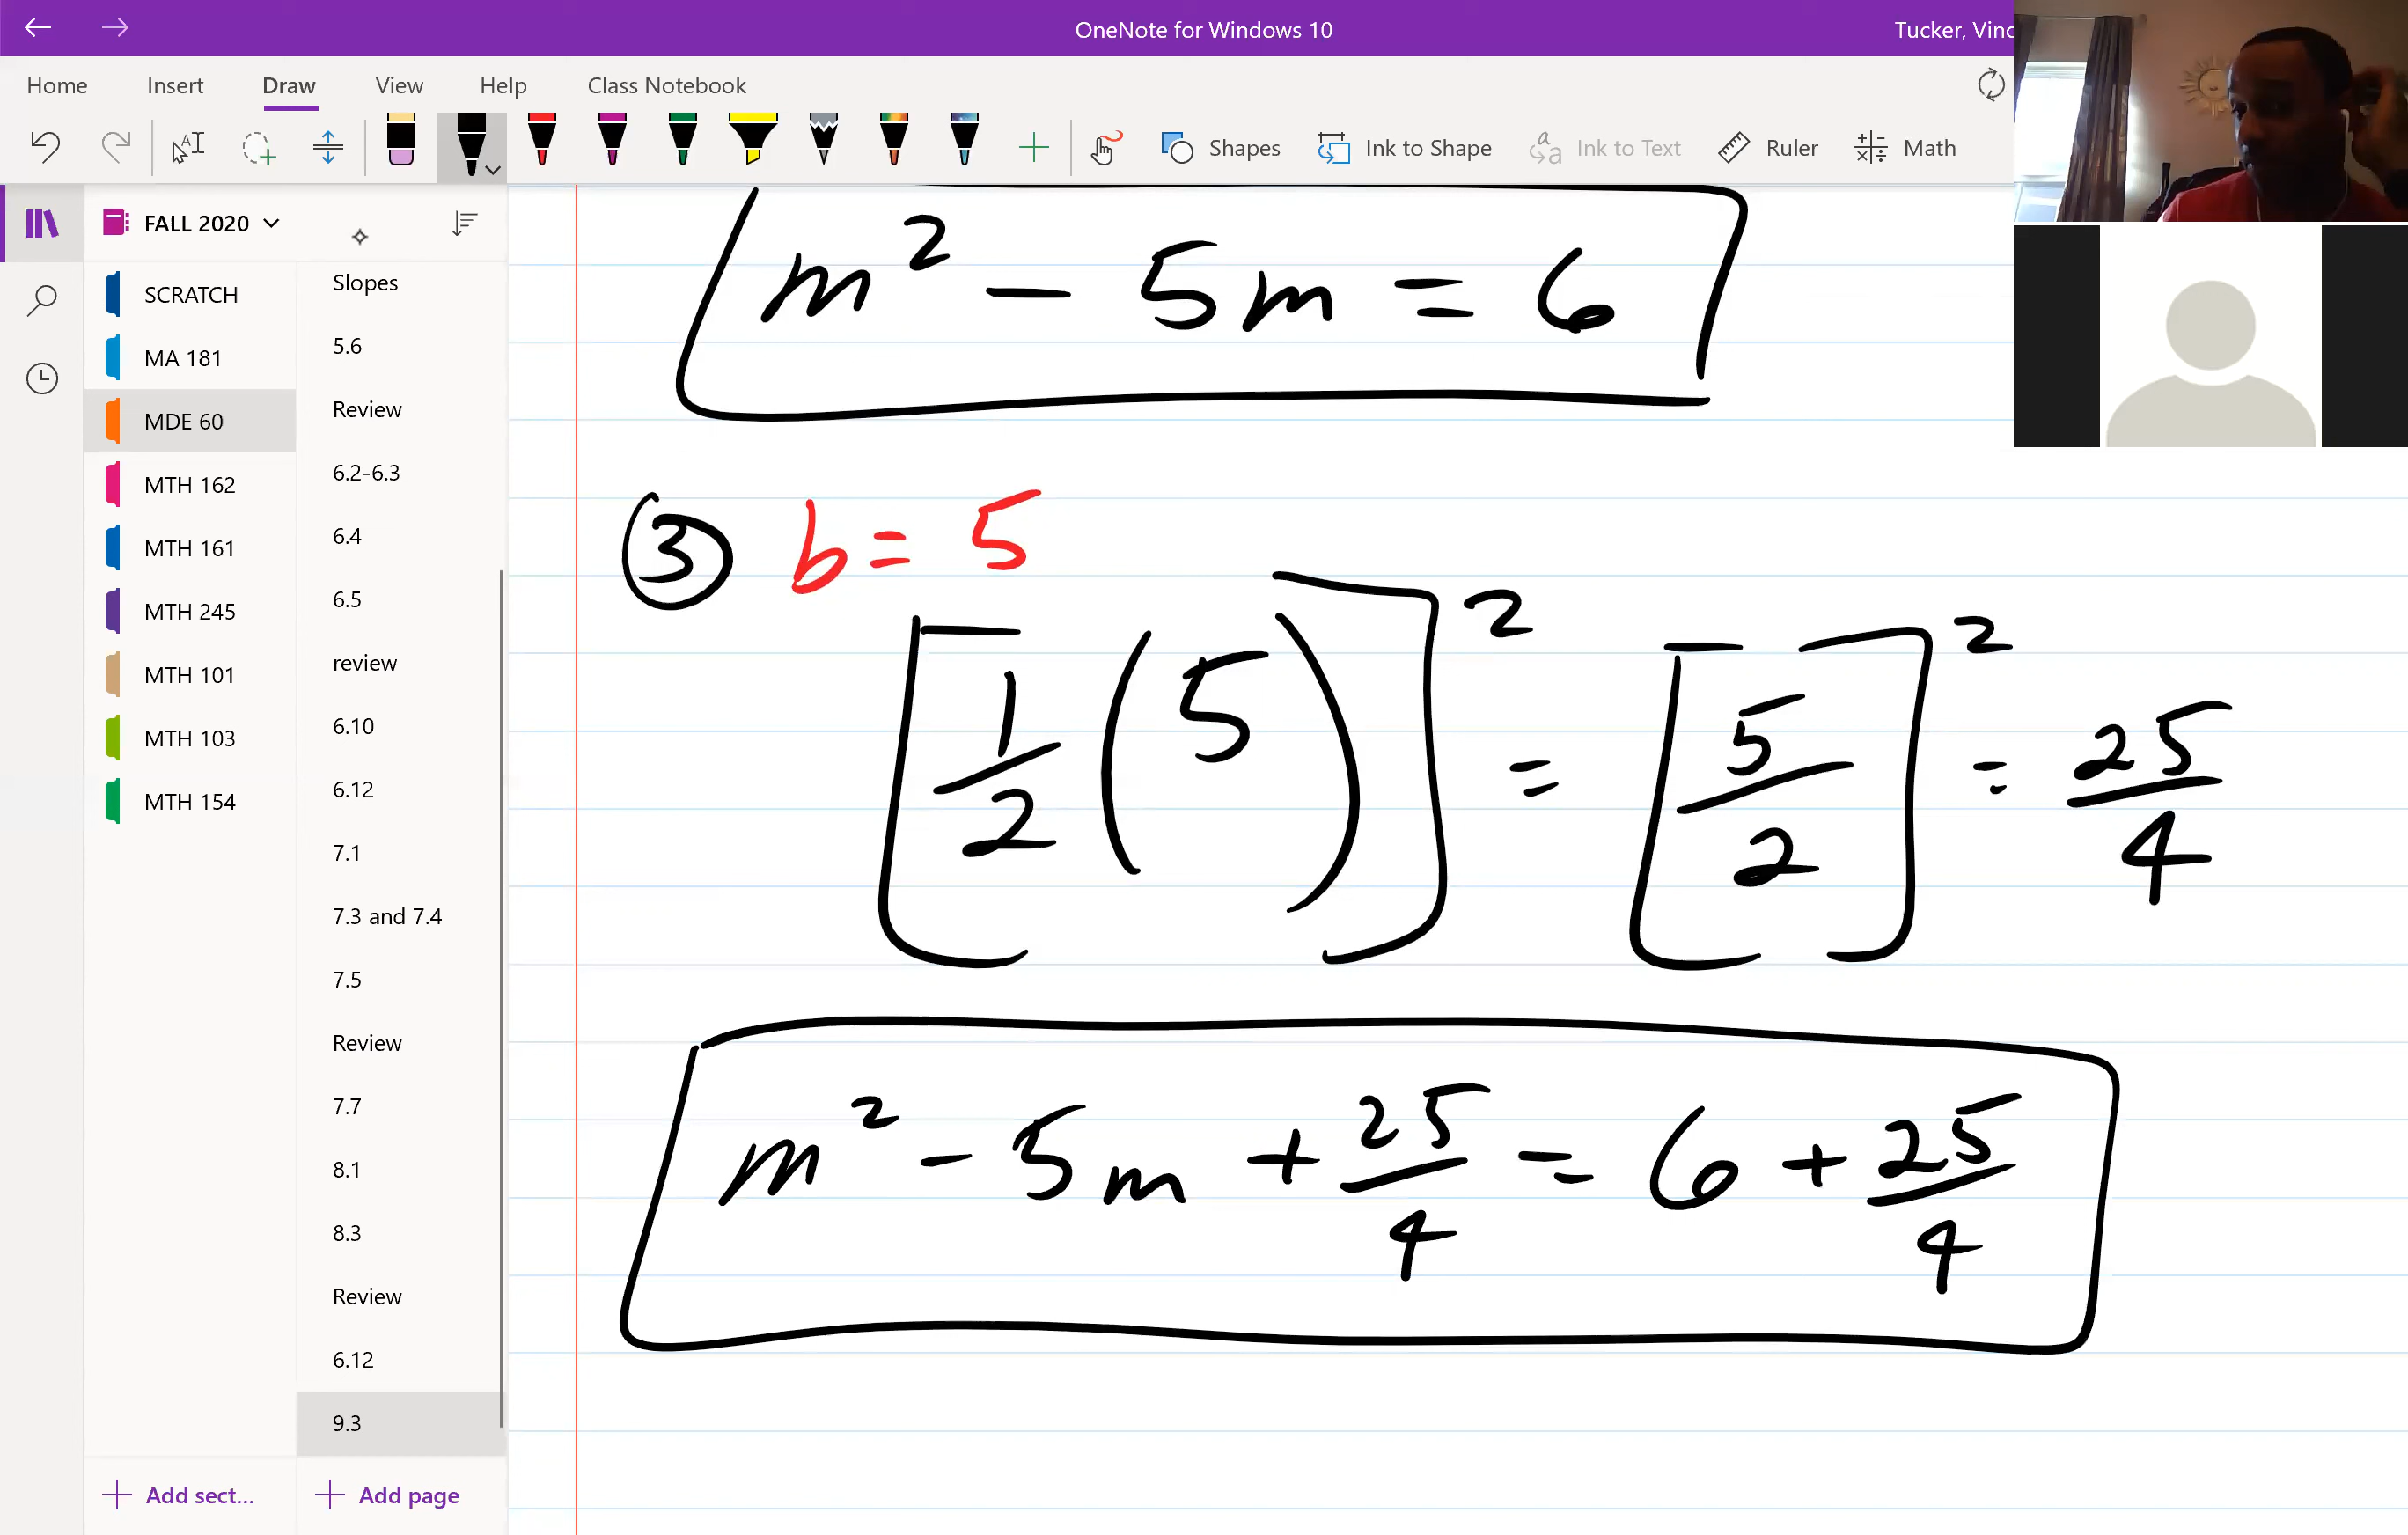 OneNote for Windows 10
Tucker, Vinc
Home Insert Draw View Help Class Notebook
Shapes Ink to Shape Ink to Text Ruler Math
FALL 2020
SCRATCH
MA 181
MDE 60
MTH 162
MTH 161
MTH 245
MTH 101
MTH 103
MTH 154
Add sect...
Slopes
5.6
Review
6.2-6.3
6.4
6.5
review
6.10
6.12
7.1
7.3 and 7.4
7.5
Review
7.7
8.1
8.3
Review
6.12
9.3
Add page
m² - 5m = 6
③ b = 5
[1/2 (5)]² = [5/2]² = 25/4
m² - 5m + 25/4 = 6 + 25/4